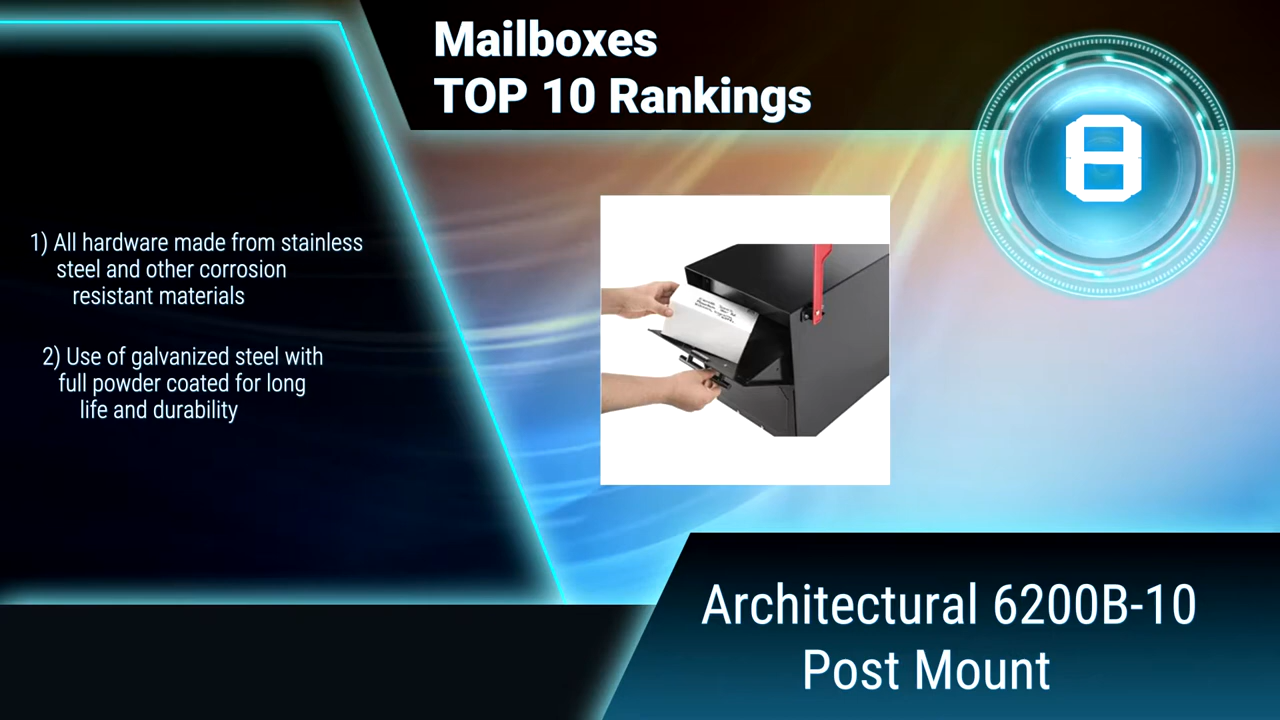 Mailboxes
TOP 10 Rankings
8
1) All hardware made from stainless
steel and other corrosion
resistant materials
2) Use of galvanized steel with
full powder coated for long
life and durability
Architectural 6200B-10
Post Mount